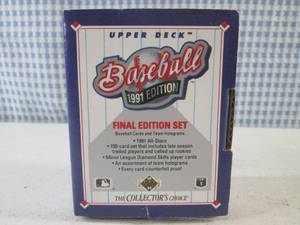 UPPER DECK™
Baseball
1991 EDITION
FINAL EDITION SET
Baseball Cards and Team Holograms
• 1991 All-Stars
• 100-card set that includes late season
traded players and called up rookies
• Minor League Diamond Skills player cards
• An assortment of team holograms
• Every card counterfeit proof!
THE COLLECTOR'S CHOICE™